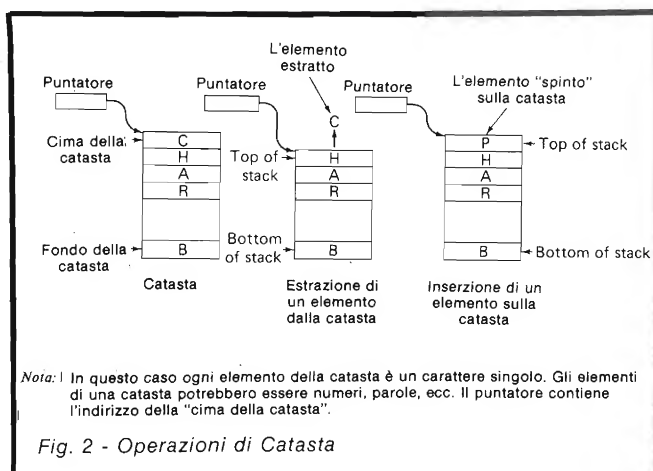 L'elemento
estratto
Puntatore
Puntatore
Puntatore
L'elemento "spinto"
sulla catasta
C
Cima della
catasta
C
H
A
R
B
Top of
stack
H
A
R
B
P
H
A
R
B
Top of stack
Fondo della
catasta
Bottom
of stack
Bottom of stack
Catasta
Estrazione di
un elemento
dalla catasta
Inserzione di un
elemento sulla
catasta
Nota: In questo caso ogni elemento della catasta è un carattere singolo. Gli elementi
di una catasta potrebbero essere numeri, parole, ecc. Il puntatore contiene
l'indirizzo della "cima della catasta".
Fig. 2 - Operazioni di Catasta